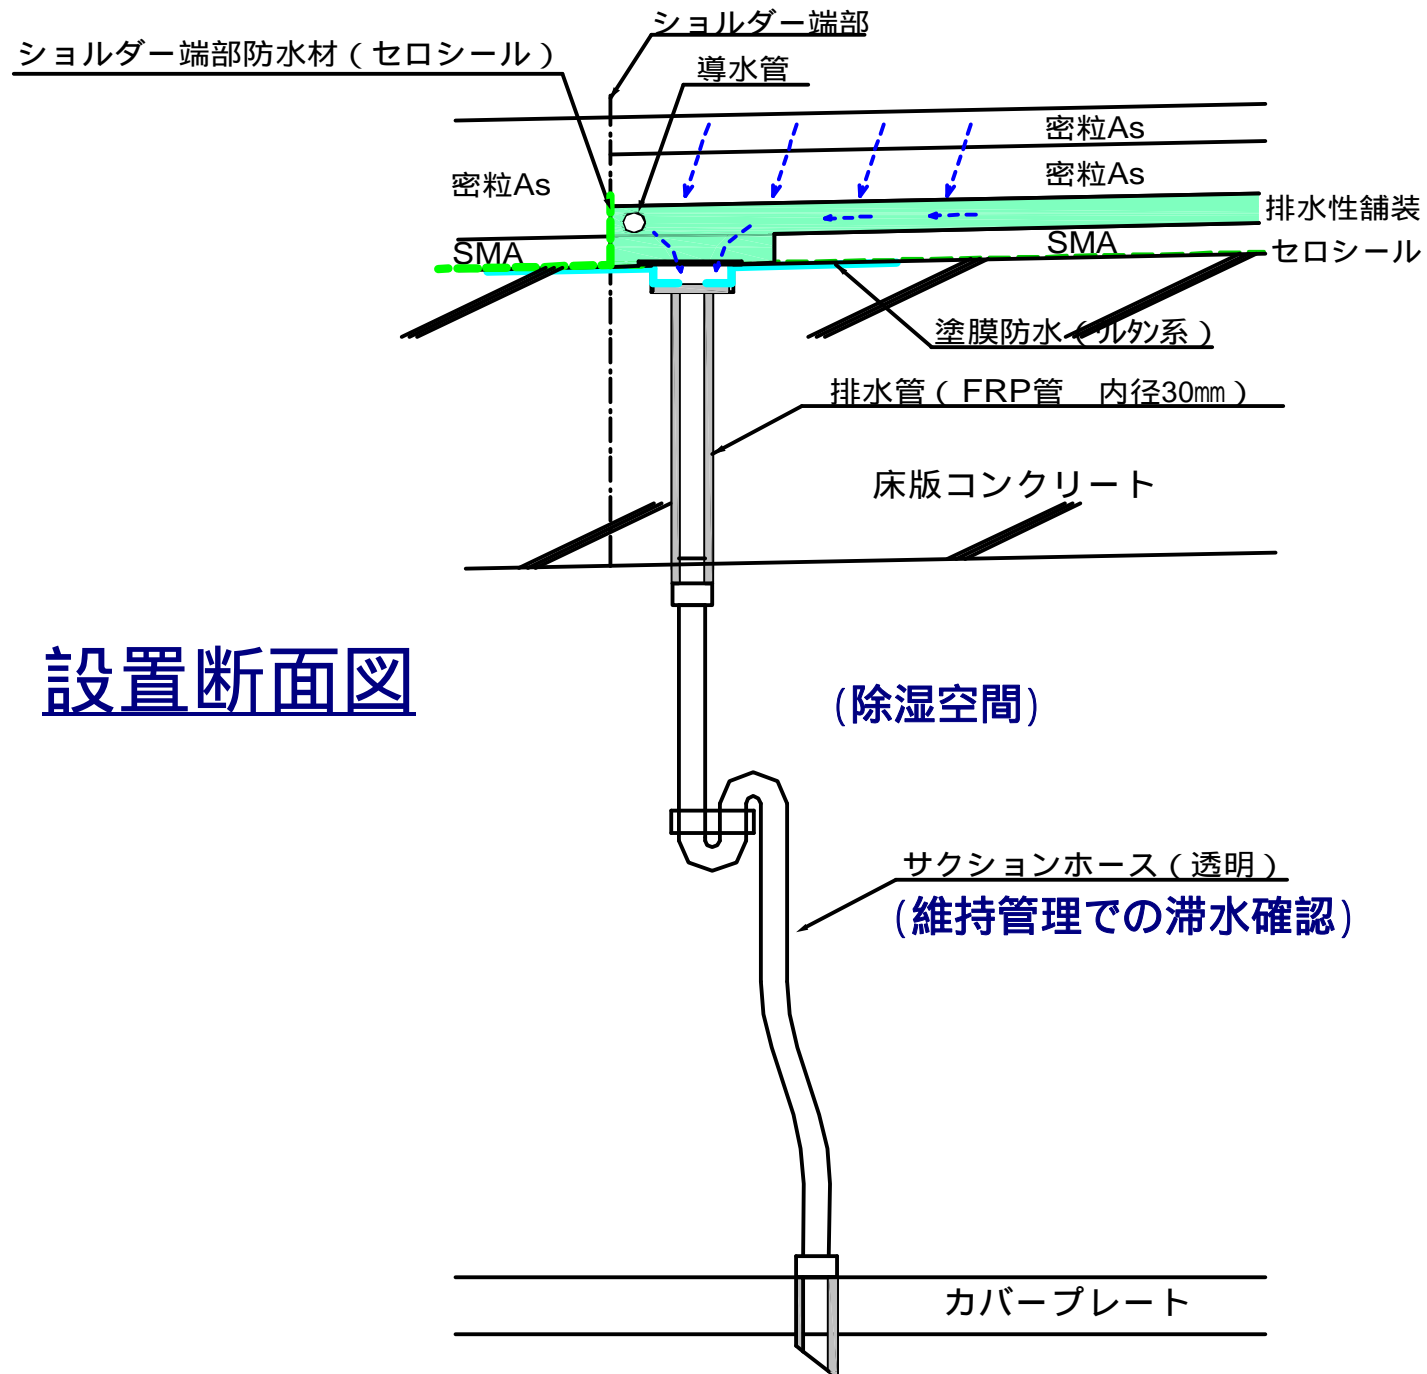 ショルダー端部
ショルダー端部防水材（セロシール）
導水管
密粒As
密粒As
密粒As
排水性舗装
SMA
SMA
セロシール
塗膜防水（ｳﾚﾀﾝ系）
排水管（FRP管　内径30㎜）
床版コンクリート
設置断面図
(除湿空間)
サクションホース（透明）
(維持管理での滞水確認)
カバープレート